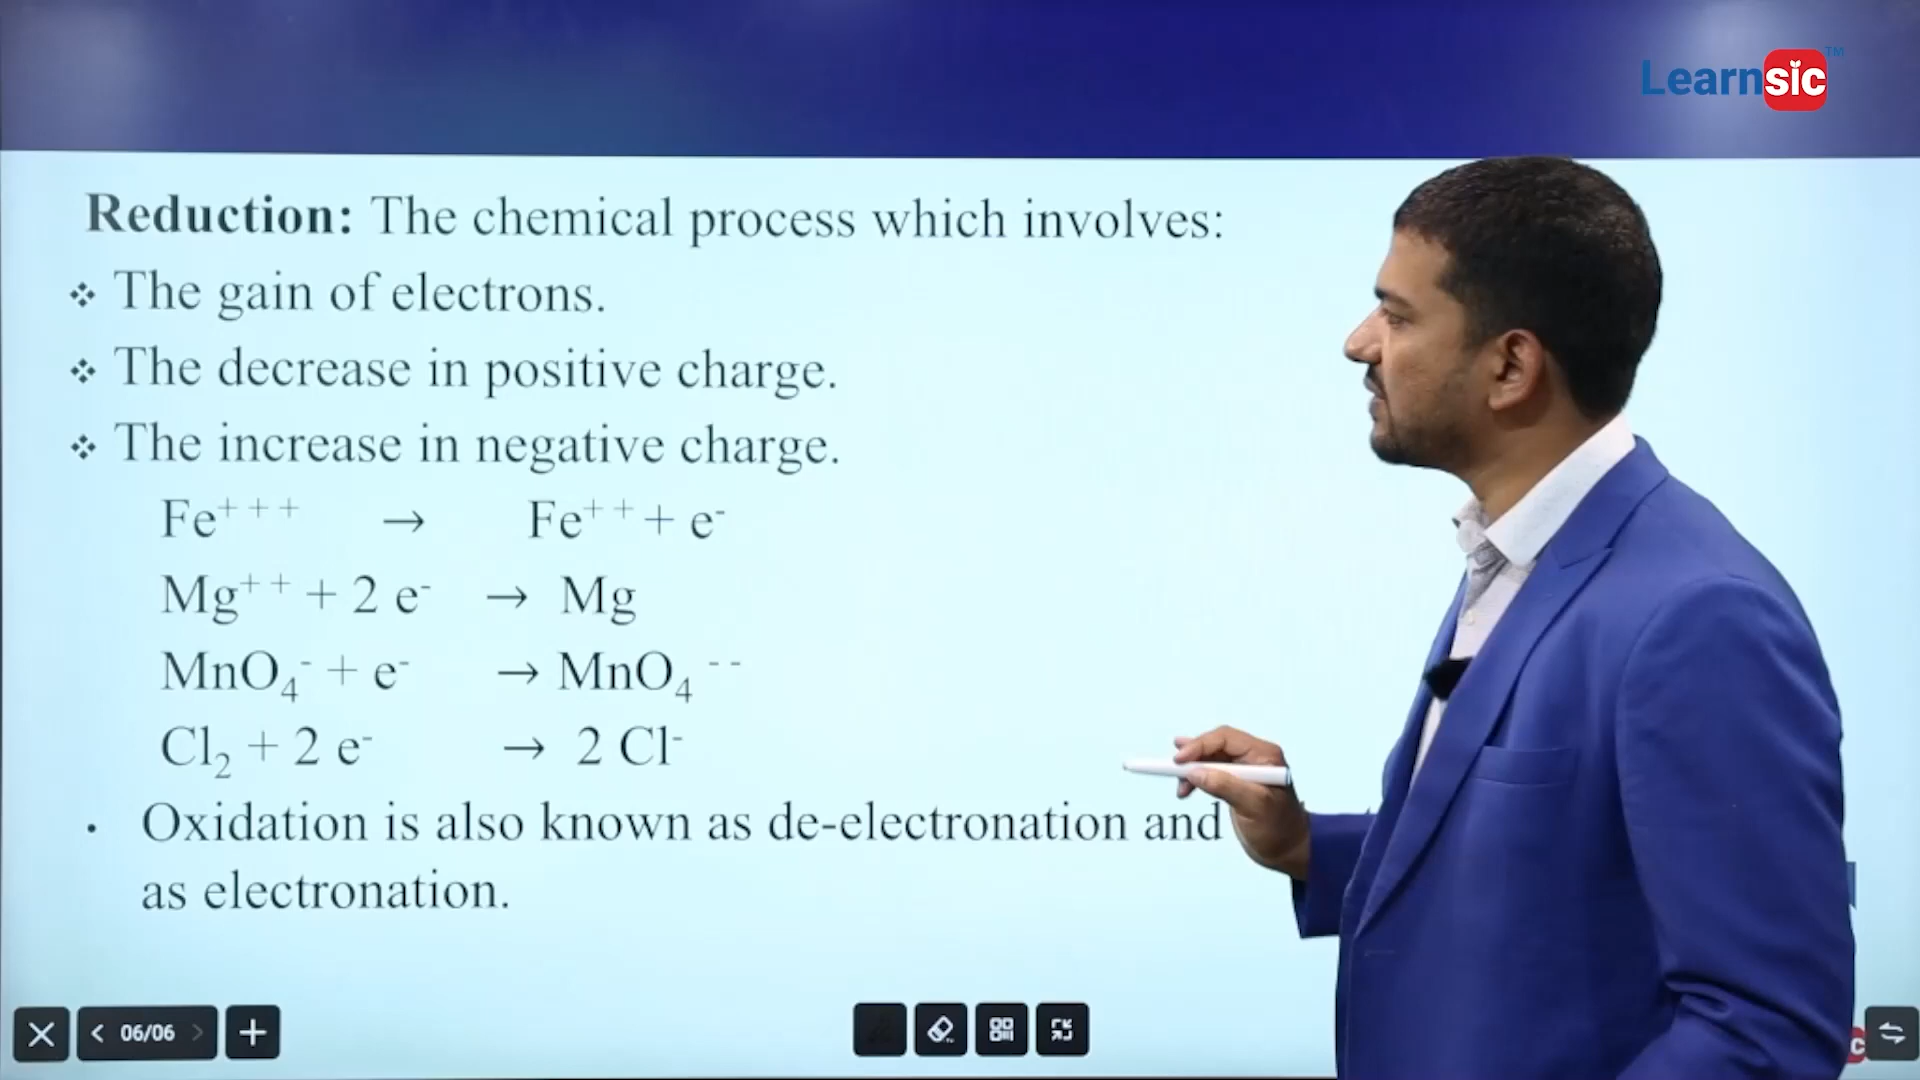 Learnsic™
Reduction: The chemical process which involves:
❖ The gain of electrons.
❖ The decrease in positive charge.
❖ The increase in negative charge.
Fe⁺⁺⁺ → Fe⁺⁺ + e⁻
Mg⁺⁺ + 2 e⁻ → Mg
MnO₄⁻ + e⁻ → MnO₄⁻⁻
Cl₂ + 2 e⁻ → 2 Cl⁻
• Oxidation is also known as de-electronation and
as electronation.
06/06